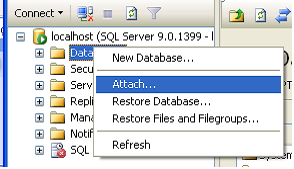 Connect
localhost (SQL Server 9.0.1399 -
Data
New Database...
Secu
Attach...
Serv
Restore Database...
Repli
Restore Files and Filegroups...
Mana
Notif
Refresh
SQL